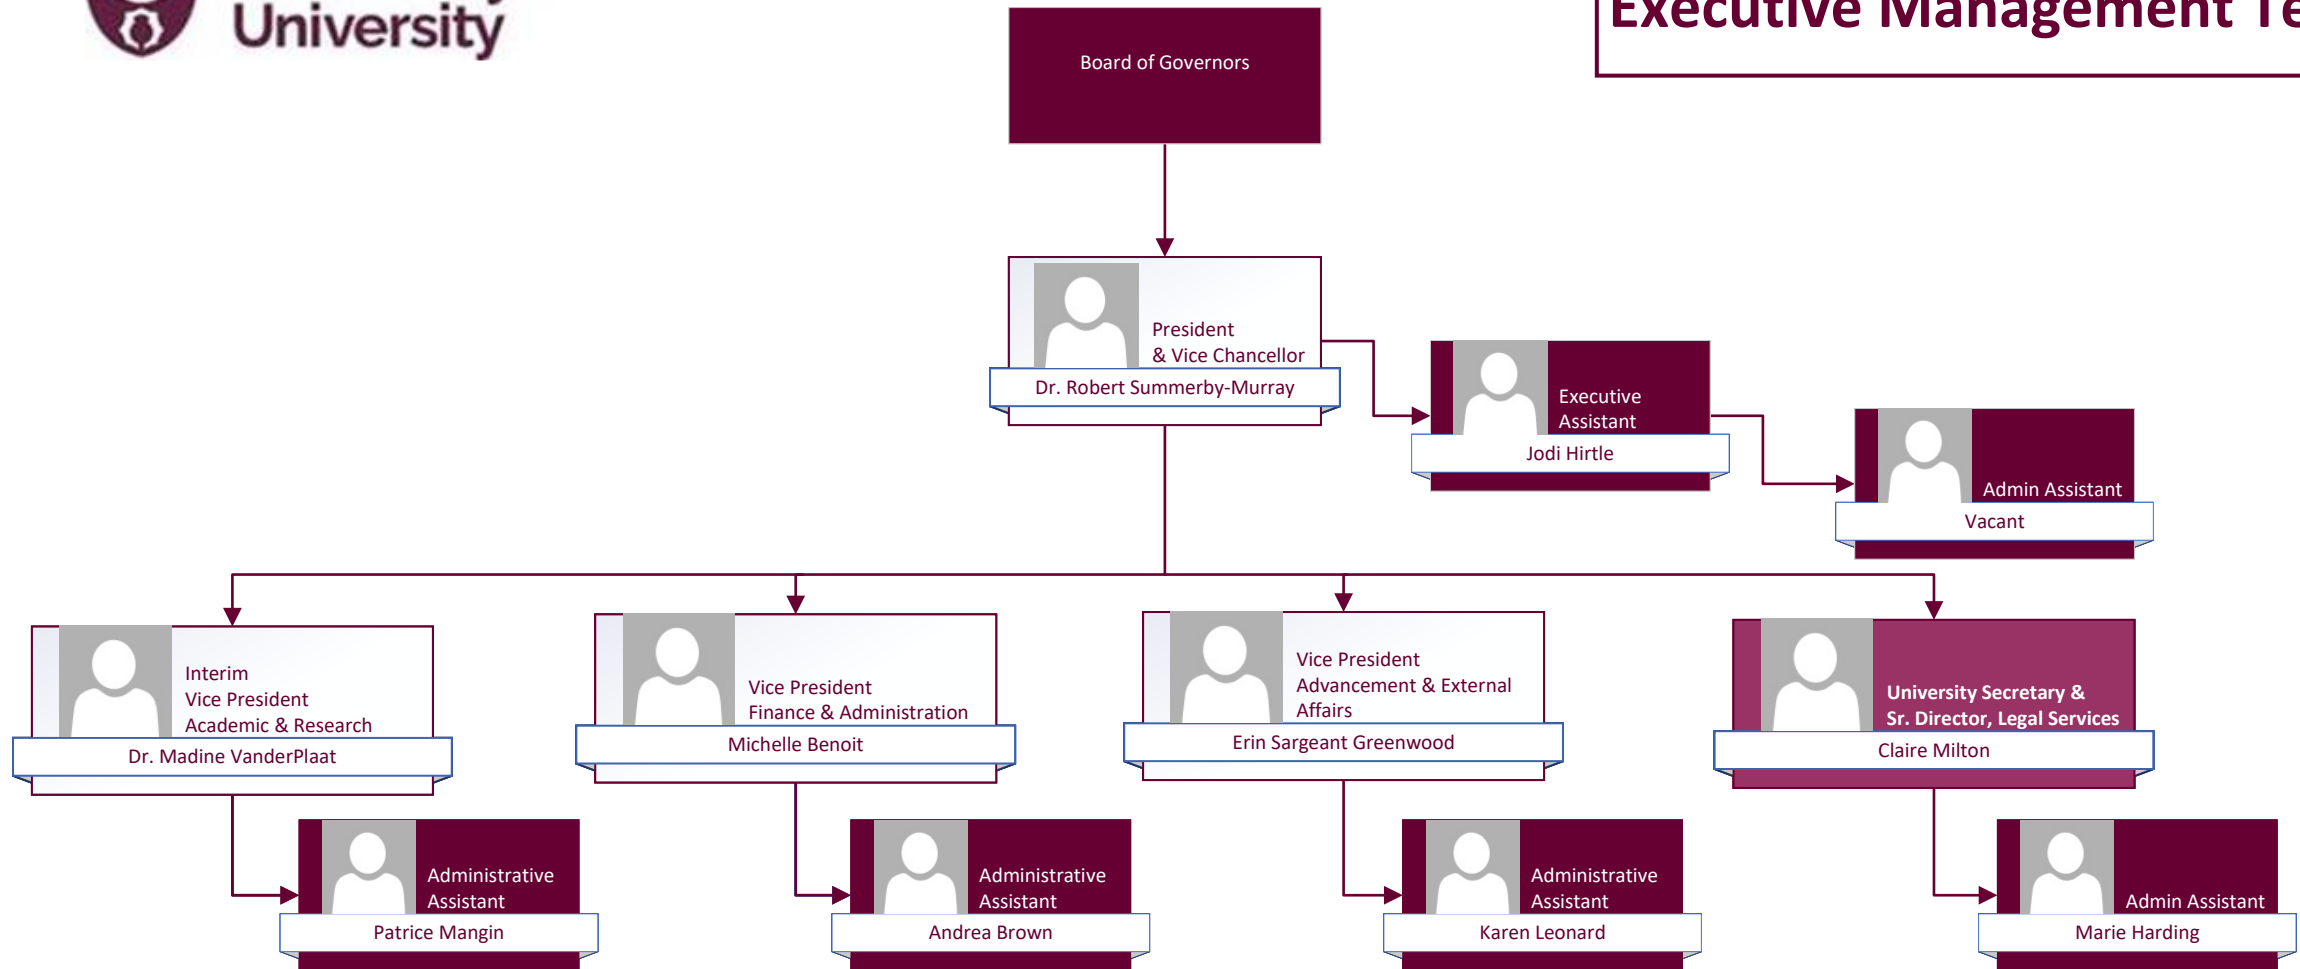 University
Executive Management
Board of Governors
President
& Vice Chancellor
Dr. Robert Summerby-Murray
Executive
Assistant
Jodi Hirtle
Admin Assistant
Vacant
Interim
Vice President
Academic & Research
Dr. Madine VanderPlaat
Vice President
Finance & Administration
Michelle Benoit
Vice President
Advancement & External
Affairs
Erin Sargeant Greenwood
University Secretary &
Sr. Director, Legal Services
Claire Milton
Administrative
Assistant
Patrice Mangin
Administrative
Assistant
Andrea Brown
Administrative
Assistant
Karen Leonard
Admin Assistant
Marie Harding